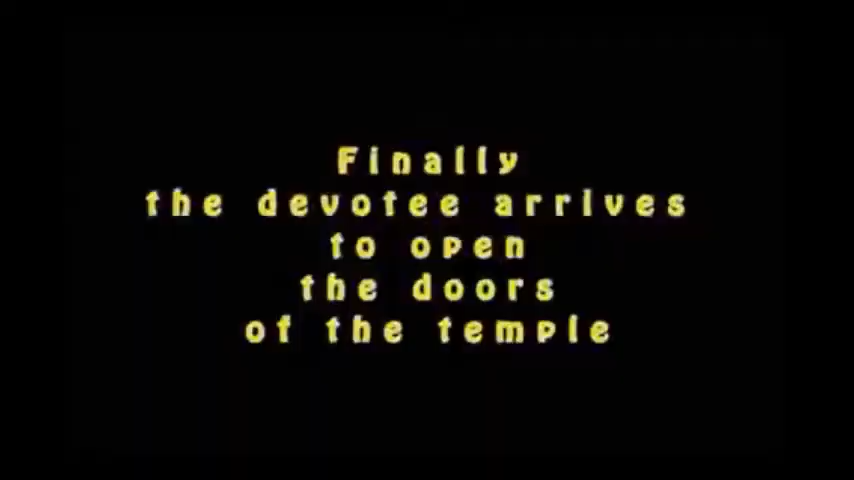 Finally
the devotee arrives
to open
the doors
of the temple